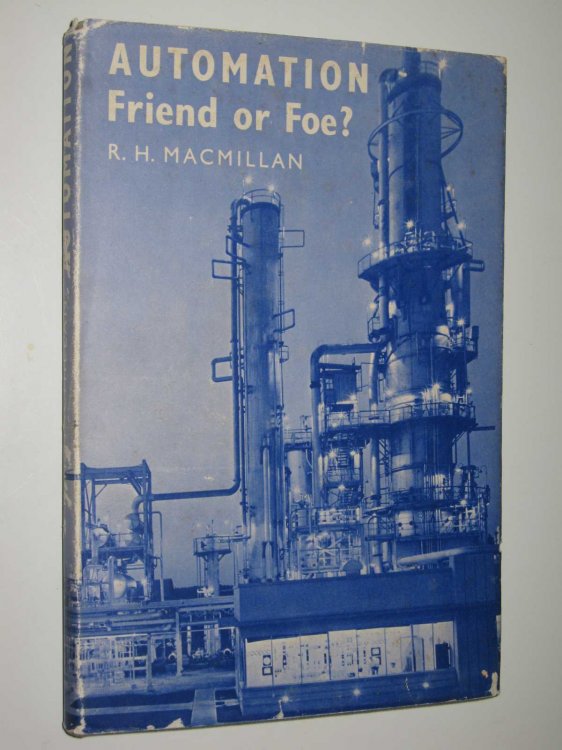 AUTOMATION
Friend or Foe?
R. H. MACMILLAN
AUTOMATION